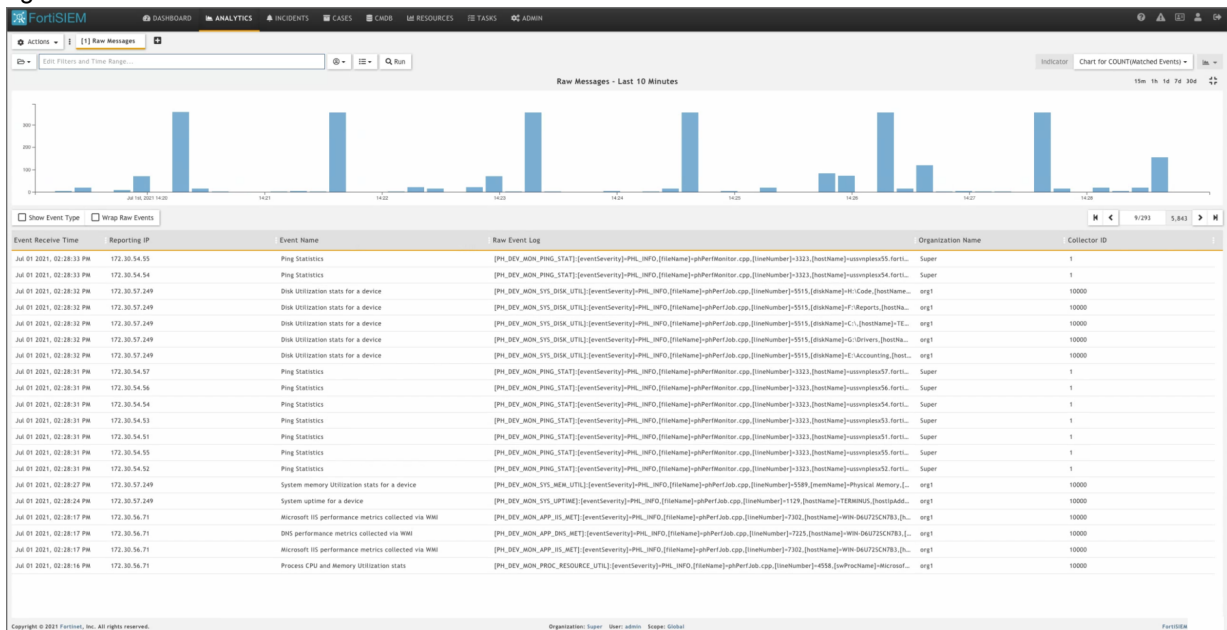 FortiSIEM DASHBOARD ANALYTICS INCIDENTS CASES CMDB RESOURCES TASKS ADMIN
Actions [1] Raw Messages
Edit Filters and Time Range... Run Indicator Chart for COUNT(Matched Events)
Raw Messages - Last 10 Minutes 15m 1h 1d 7d 30d
300
200
100
0
Jul 1st, 2021 14:20 14:21 14:22 14:23 14:24 14:25 14:26 14:27 14:28
Show Event Type Wrap Raw Events 9/293 5,843
Event Receive Time Reporting IP Event Name Raw Event Log Organization Name Collector ID
Jul 01 2021, 02:28:33 PM 172.30.54.55 Ping Statistics [PH_DEV_MON_PING_STAT]:[eventSeverity]=PHL_INFO,[fileName]=phPerfMonitor.cpp,[lineNumber]=3323,[hostName]=ussvnplesx55.forti... Super 1
Jul 01 2021, 02:28:33 PM 172.30.54.54 Ping Statistics [PH_DEV_MON_PING_STAT]:[eventSeverity]=PHL_INFO,[fileName]=phPerfMonitor.cpp,[lineNumber]=3323,[hostName]=ussvnplesx54.forti... Super 1
Jul 01 2021, 02:28:32 PM 172.30.57.249 Disk Utilization stats for a device [PH_DEV_MON_SYS_DISK_UTIL]:[eventSeverity]=PHL_INFO,[fileName]=phPerfJob.cpp,[lineNumber]=5515,[diskName]=H:\Code,[hostName... org1 10000
Jul 01 2021, 02:28:32 PM 172.30.57.249 Disk Utilization stats for a device [PH_DEV_MON_SYS_DISK_UTIL]:[eventSeverity]=PHL_INFO,[fileName]=phPerfJob.cpp,[lineNumber]=5515,[diskName]=F:\Reports,[hostNa... org1 10000
Jul 01 2021, 02:28:32 PM 172.30.57.249 Disk Utilization stats for a device [PH_DEV_MON_SYS_DISK_UTIL]:[eventSeverity]=PHL_INFO,[fileName]=phPerfJob.cpp,[lineNumber]=5515,[diskName]=C:\,[hostName]=TE... org1 10000
Jul 01 2021, 02:28:32 PM 172.30.57.249 Disk Utilization stats for a device [PH_DEV_MON_SYS_DISK_UTIL]:[eventSeverity]=PHL_INFO,[fileName]=phPerfJob.cpp,[lineNumber]=5515,[diskName]=G:\Drivers,[hostNa... org1 10000
Jul 01 2021, 02:28:32 PM 172.30.57.249 Disk Utilization stats for a device [PH_DEV_MON_SYS_DISK_UTIL]:[eventSeverity]=PHL_INFO,[fileName]=phPerfJob.cpp,[lineNumber]=5515,[diskName]=E:\Accounting,[host... org1 10000
Jul 01 2021, 02:28:31 PM 172.30.54.57 Ping Statistics [PH_DEV_MON_PING_STAT]:[eventSeverity]=PHL_INFO,[fileName]=phPerfMonitor.cpp,[lineNumber]=3323,[hostName]=ussvnplesx57.forti... Super 1
Jul 01 2021, 02:28:31 PM 172.30.54.56 Ping Statistics [PH_DEV_MON_PING_STAT]:[eventSeverity]=PHL_INFO,[fileName]=phPerfMonitor.cpp,[lineNumber]=3323,[hostName]=ussvnplesx56.forti... Super 1
Jul 01 2021, 02:28:31 PM 172.30.54.54 Ping Statistics [PH_DEV_MON_PING_STAT]:[eventSeverity]=PHL_INFO,[fileName]=phPerfMonitor.cpp,[lineNumber]=3323,[hostName]=ussvnplesx54.forti... Super 1
Jul 01 2021, 02:28:31 PM 172.30.54.53 Ping Statistics [PH_DEV_MON_PING_STAT]:[eventSeverity]=PHL_INFO,[fileName]=phPerfMonitor.cpp,[lineNumber]=3323,[hostName]=ussvnplesx53.forti... Super 1
Jul 01 2021, 02:28:31 PM 172.30.54.51 Ping Statistics [PH_DEV_MON_PING_STAT]:[eventSeverity]=PHL_INFO,[fileName]=phPerfMonitor.cpp,[lineNumber]=3323,[hostName]=ussvnplesx51.forti... Super 1
Jul 01 2021, 02:28:31 PM 172.30.54.55 Ping Statistics [PH_DEV_MON_PING_STAT]:[eventSeverity]=PHL_INFO,[fileName]=phPerfMonitor.cpp,[lineNumber]=3323,[hostName]=ussvnplesx55.forti... Super 1
Jul 01 2021, 02:28:31 PM 172.30.54.52 Ping Statistics [PH_DEV_MON_PING_STAT]:[eventSeverity]=PHL_INFO,[fileName]=phPerfMonitor.cpp,[lineNumber]=3323,[hostName]=ussvnplesx52.forti... Super 1
Jul 01 2021, 02:28:27 PM 172.30.57.249 System memory Utilization stats for a device [PH_DEV_MON_SYS_MEM_UTIL]:[eventSeverity]=PHL_INFO,[fileName]=phPerfJob.cpp,[lineNumber]=5589,[memName]=Physical Memory,[... org1 10000
Jul 01 2021, 02:28:24 PM 172.30.57.249 System uptime for a device [PH_DEV_MON_SYS_UPTIME]:[eventSeverity]=PHL_INFO,[fileName]=phPerfJob.cpp,[lineNumber]=1129,[hostName]=TERMINUS,[hostIpAdd... org1 10000
Jul 01 2021, 02:28:17 PM 172.30.56.71 Microsoft IIS performance metrics collected via WMI [PH_DEV_MON_APP_IIS_MET]:[eventSeverity]=PHL_INFO,[fileName]=phPerfJob.cpp,[lineNumber]=7302,[hostName]=WIN-D6U72SCN7B3,[h... org1 10000
Jul 01 2021, 02:28:17 PM 172.30.56.71 DNS performance metrics collected via WMI [PH_DEV_MON_APP_DNS_MET]:[eventSeverity]=PHL_INFO,[fileName]=phPerfJob.cpp,[lineNumber]=7225,[hostName]=WIN-D6U72SCN7B3,[... org1 10000
Jul 01 2021, 02:28:17 PM 172.30.56.71 Microsoft IIS performance metrics collected via WMI [PH_DEV_MON_APP_IIS_MET]:[eventSeverity]=PHL_INFO,[fileName]=phPerfJob.cpp,[lineNumber]=7302,[hostName]=WIN-D6U72SCN7B3,[h... org1 10000
Jul 01 2021, 02:28:16 PM 172.30.56.71 Process CPU and Memory Utilization stats [PH_DEV_MON_PROC_RESOURCE_UTIL]:[eventSeverity]=PHL_INFO,[fileName]=phPerfJob.cpp,[lineNumber]=4558,[swProcName]=Microsof... org1 10000
Copyright © 2021 Fortinet, Inc. All rights reserved. Organization: Super User: admin Scope: Global FortiSIEM